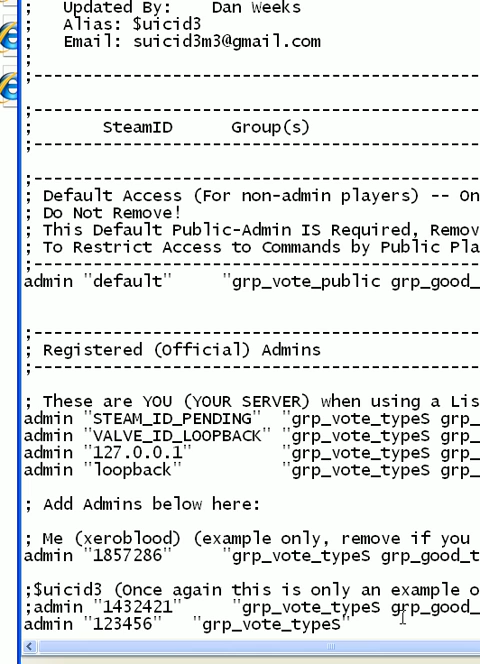 ;   Updated By:    Dan Weeks
;   Alias: $uicid3
;   Email: suicid3m3@gmail.com
;
;-----------------------------------------------
;-----------------------------------------------
;        SteamID      Group(s)
;-----------------------------------------------
;-----------------------------------------------
; Default Access (For non-admin players) -- On
; Do Not Remove!
; This Default Public-Admin IS Required, Remov
; To Restrict Access to Commands by Public Pla
;-----------------------------------------------
admin "default"     "grp_vote_public grp_good_
;-----------------------------------------------
; Registered (Official) Admins
;-----------------------------------------------
; These are YOU (YOUR SERVER) when using a Lis
admin "STEAM_ID_PENDING"  "grp_vote_typeS grp_
admin "VALVE_ID_LOOPBACK" "grp_vote_typeS grp_
admin "127.0.0.1"         "grp_vote_typeS grp_
admin "loopback"          "grp_vote_typeS grp_
; Add Admins below here:
; Me (xeroblood) (example only, remove if you
admin "1857286"     "grp_vote_typeS grp_good_t
;$uicid3 (Once again this is only an example o
;admin "1432421"      "grp_vote_typeS grp_good_
admin "123456"    "grp_vote_typeS"